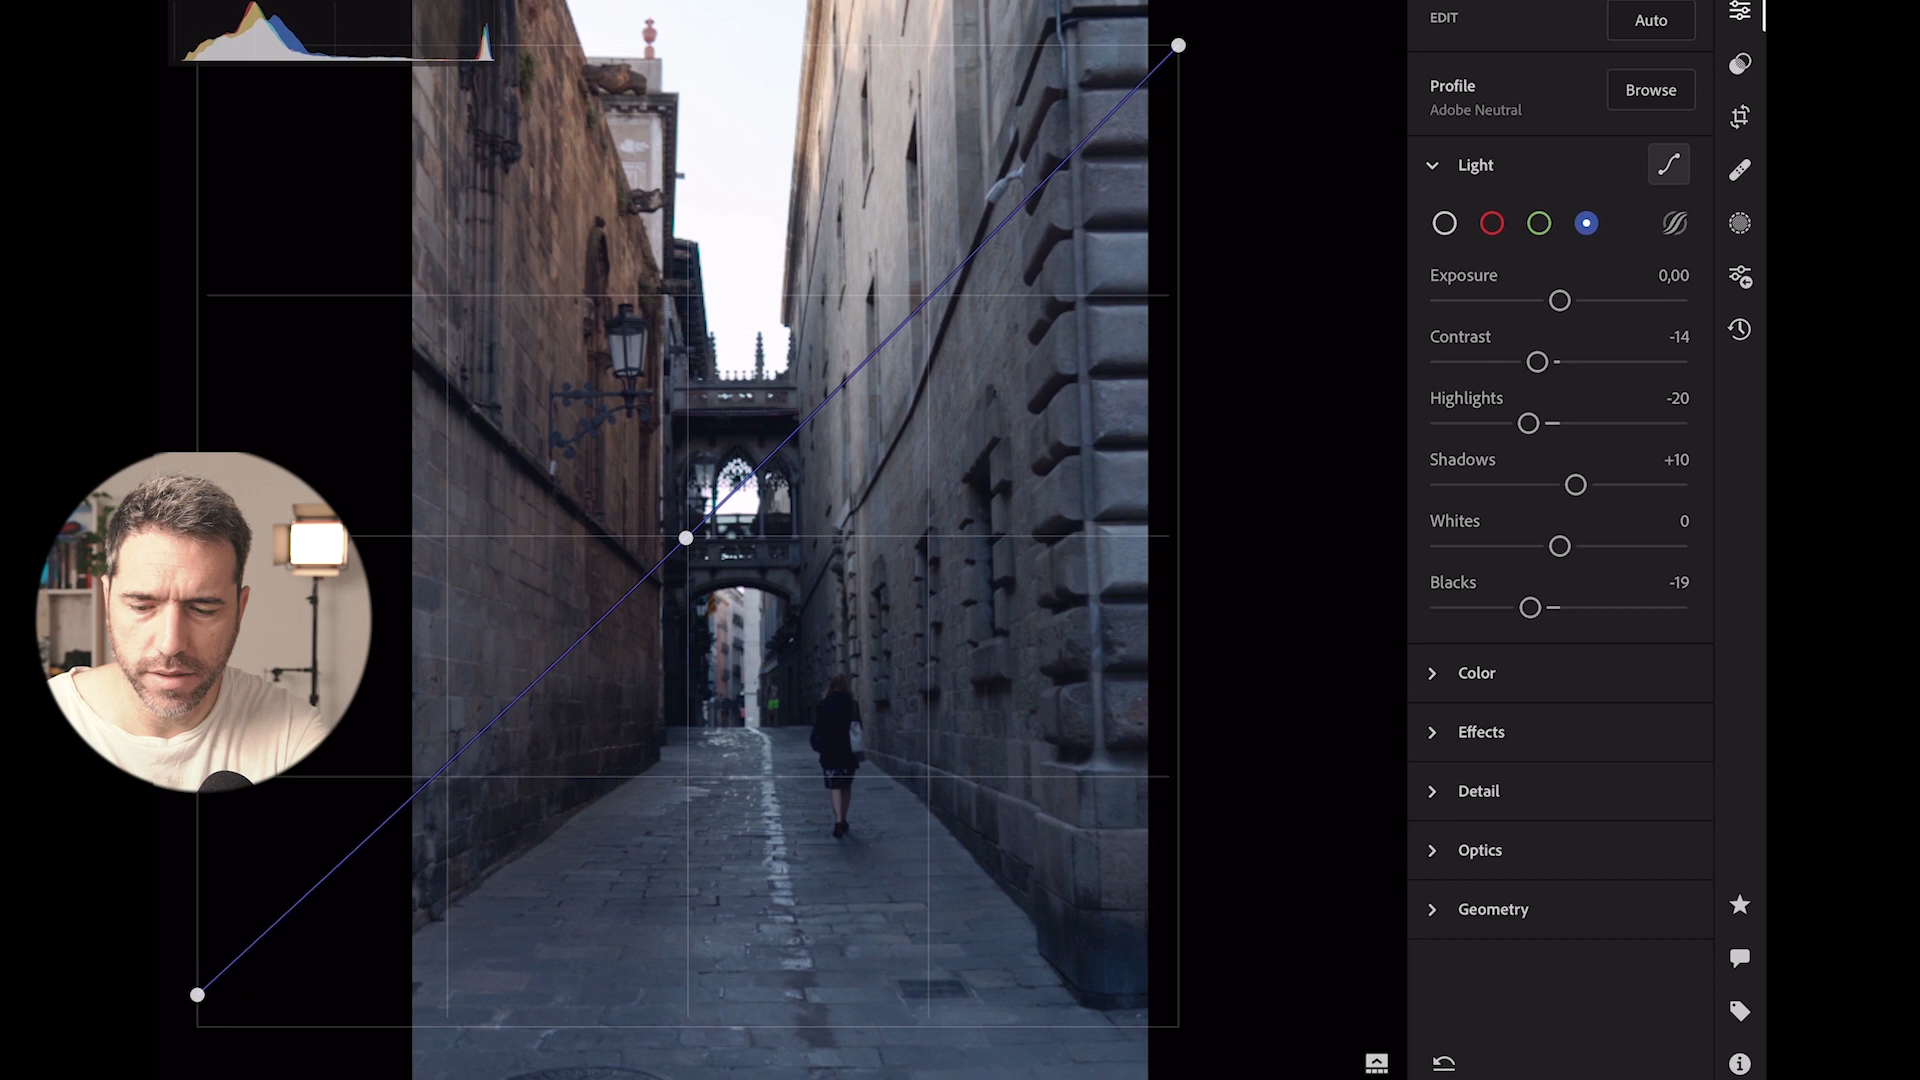 EDIT
Auto
Profile
Browse
Adobe Neutral
Light
Exposure 0,00
Contrast -14
Highlights -20
Shadows +10
Whites 0
Blacks -19
Color
Effects
Detail
Optics
Geometry